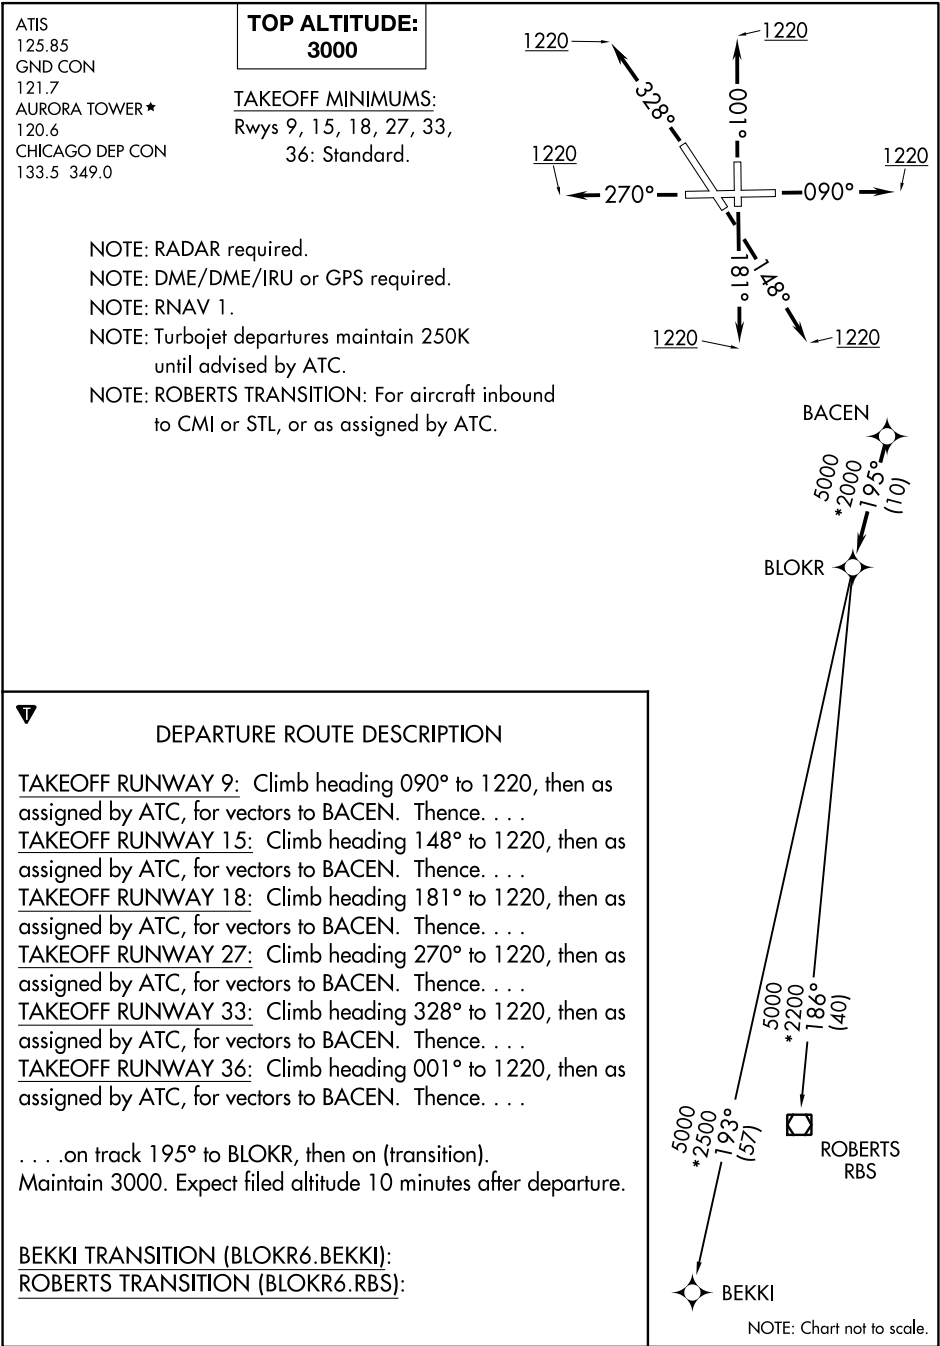 ATIS
125.85
GND CON
121.7
AURORA TOWER★
120.6
CHICAGO DEP CON
133.5 349.0
TOP ALTITUDE:
3000
TAKEOFF MINIMUMS:
Rwys 9, 15, 18, 27, 33,
36: Standard.
1220
1220
328°
001°
1220
1220
270°
090°
181°
148°
1220
1220
NOTE: RADAR required.
NOTE: DME/DME/IRU or GPS required.
NOTE: RNAV 1.
NOTE: Turbojet departures maintain 250K
until advised by ATC.
NOTE: ROBERTS TRANSITION: For aircraft inbound
to CMI or STL, or as assigned by ATC.
BACEN
5000
*2000
195°
(10)
BLOKR
5000
*2200
186°
(40)
5000
*2500
193°
(57)
ROBERTS
RBS
BEKKI
NOTE: Chart not to scale.
T
DEPARTURE ROUTE DESCRIPTION
TAKEOFF RUNWAY 9: Climb heading 090° to 1220, then as
assigned by ATC, for vectors to BACEN. Thence. . . .
TAKEOFF RUNWAY 15: Climb heading 148° to 1220, then as
assigned by ATC, for vectors to BACEN. Thence. . . .
TAKEOFF RUNWAY 18: Climb heading 181° to 1220, then as
assigned by ATC, for vectors to BACEN. Thence. . . .
TAKEOFF RUNWAY 27: Climb heading 270° to 1220, then as
assigned by ATC, for vectors to BACEN. Thence. . . .
TAKEOFF RUNWAY 33: Climb heading 328° to 1220, then as
assigned by ATC, for vectors to BACEN. Thence. . . .
TAKEOFF RUNWAY 36: Climb heading 001° to 1220, then as
assigned by ATC, for vectors to BACEN. Thence. . . .
. . . .on track 195° to BLOKR, then on (transition).
Maintain 3000. Expect filed altitude 10 minutes after departure.
BEKKI TRANSITION (BLOKR6.BEKKI):
ROBERTS TRANSITION (BLOKR6.RBS):